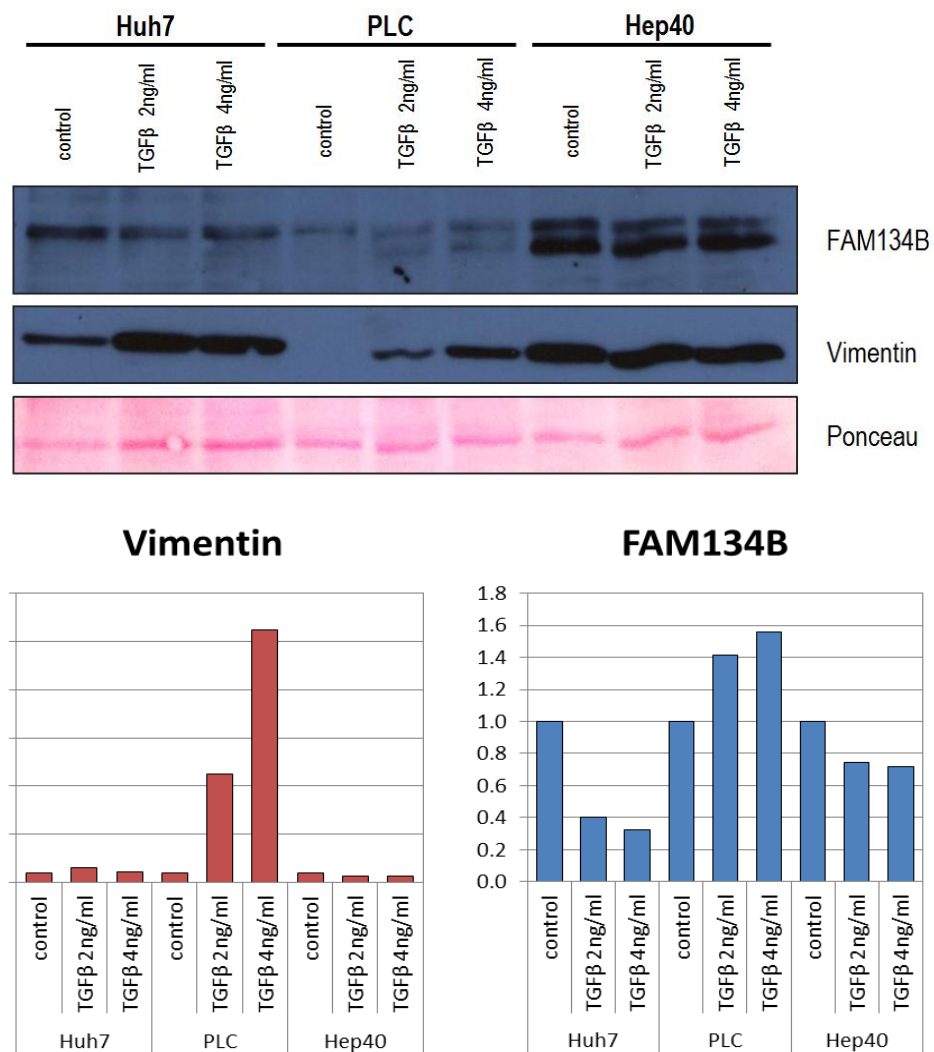 Huh7 PLC Hep40
control TGFβ 2ng/ml TGFβ 4ng/ml control TGFβ 2ng/ml TGFβ 4ng/ml control TGFβ 2ng/ml TGFβ 4ng/ml
FAM134B
Vimentin
Ponceau
Vimentin
control TGFβ 2ng/ml TGFβ 4ng/ml control TGFβ 2ng/ml TGFβ 4ng/ml control TGFβ 2ng/ml TGFβ 4ng/ml
Huh7 PLC Hep40
FAM134B
1.8
1.6
1.4
1.2
1.0
0.8
0.6
0.4
0.2
0.0
control TGFβ 2ng/ml TGFβ 4ng/ml control TGFβ 2ng/ml TGFβ 4ng/ml control TGFβ 2ng/ml TGFβ 4ng/ml
Huh7 PLC Hep40